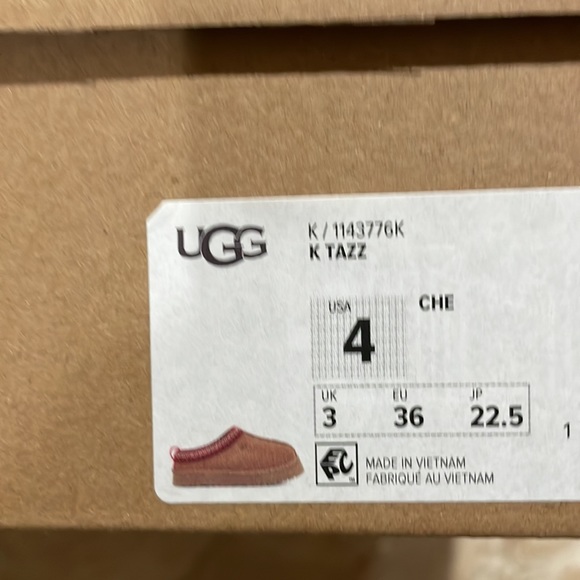 UGG
K / 1143776K
K TAZZ
USA
4
CHE
UK EU JP
3 36 22.5
1
MADE IN VIETNAM
FABRIQUÉ AU VIETNAM